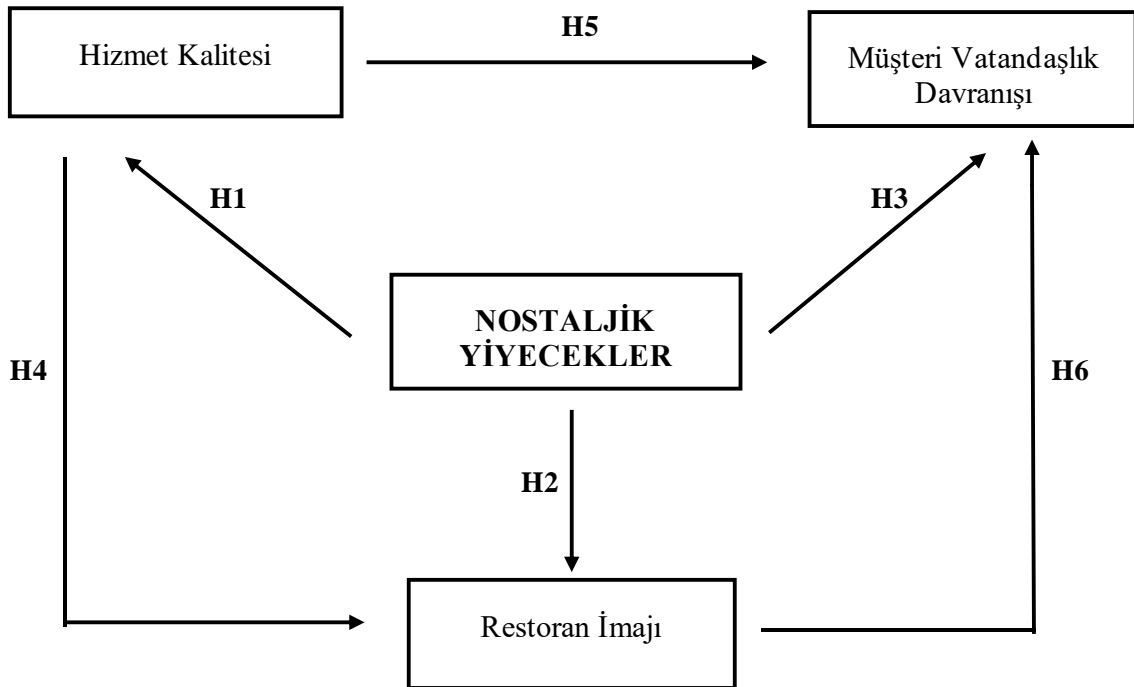 H5
Hizmet Kalitesi
Müşteri Vatandaşlık
Davranışı
H1
H3
NOSTALJİK
YİYECEKLER
H4
H6
H2
Restoran İmajı